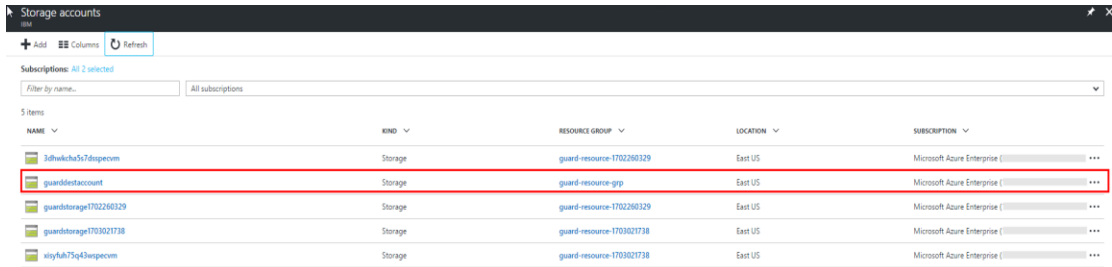 Storage accounts
IBM
Add Columns Refresh
Subscriptions: All 2 selected
Filter by name... All subscriptions
5 items
NAME KIND RESOURCE GROUP LOCATION SUBSCRIPTION
3dhwkcha5s7dsspecvm Storage guard-resource-1702260329 East US Microsoft Azure Enterprise (
guarddestaccount Storage guard-resource-grp East US Microsoft Azure Enterprise (
guardstorage1702260329 Storage guard-resource-1702260329 East US Microsoft Azure Enterprise (
guardstorage1703021738 Storage guard-resource-1703021738 East US Microsoft Azure Enterprise (
xisyfuh75q43wspecvm Storage guard-resource-1703021738 East US Microsoft Azure Enterprise (